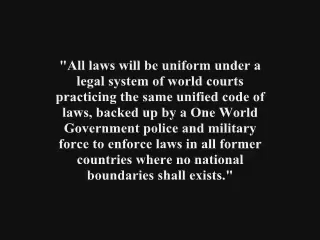 "All laws will be uniform under a
legal system of world courts
practicing the same unified code of
laws, backed up by a One World
Government police and military
force to enforce laws in all former
countries where no national
boundaries shall exists."